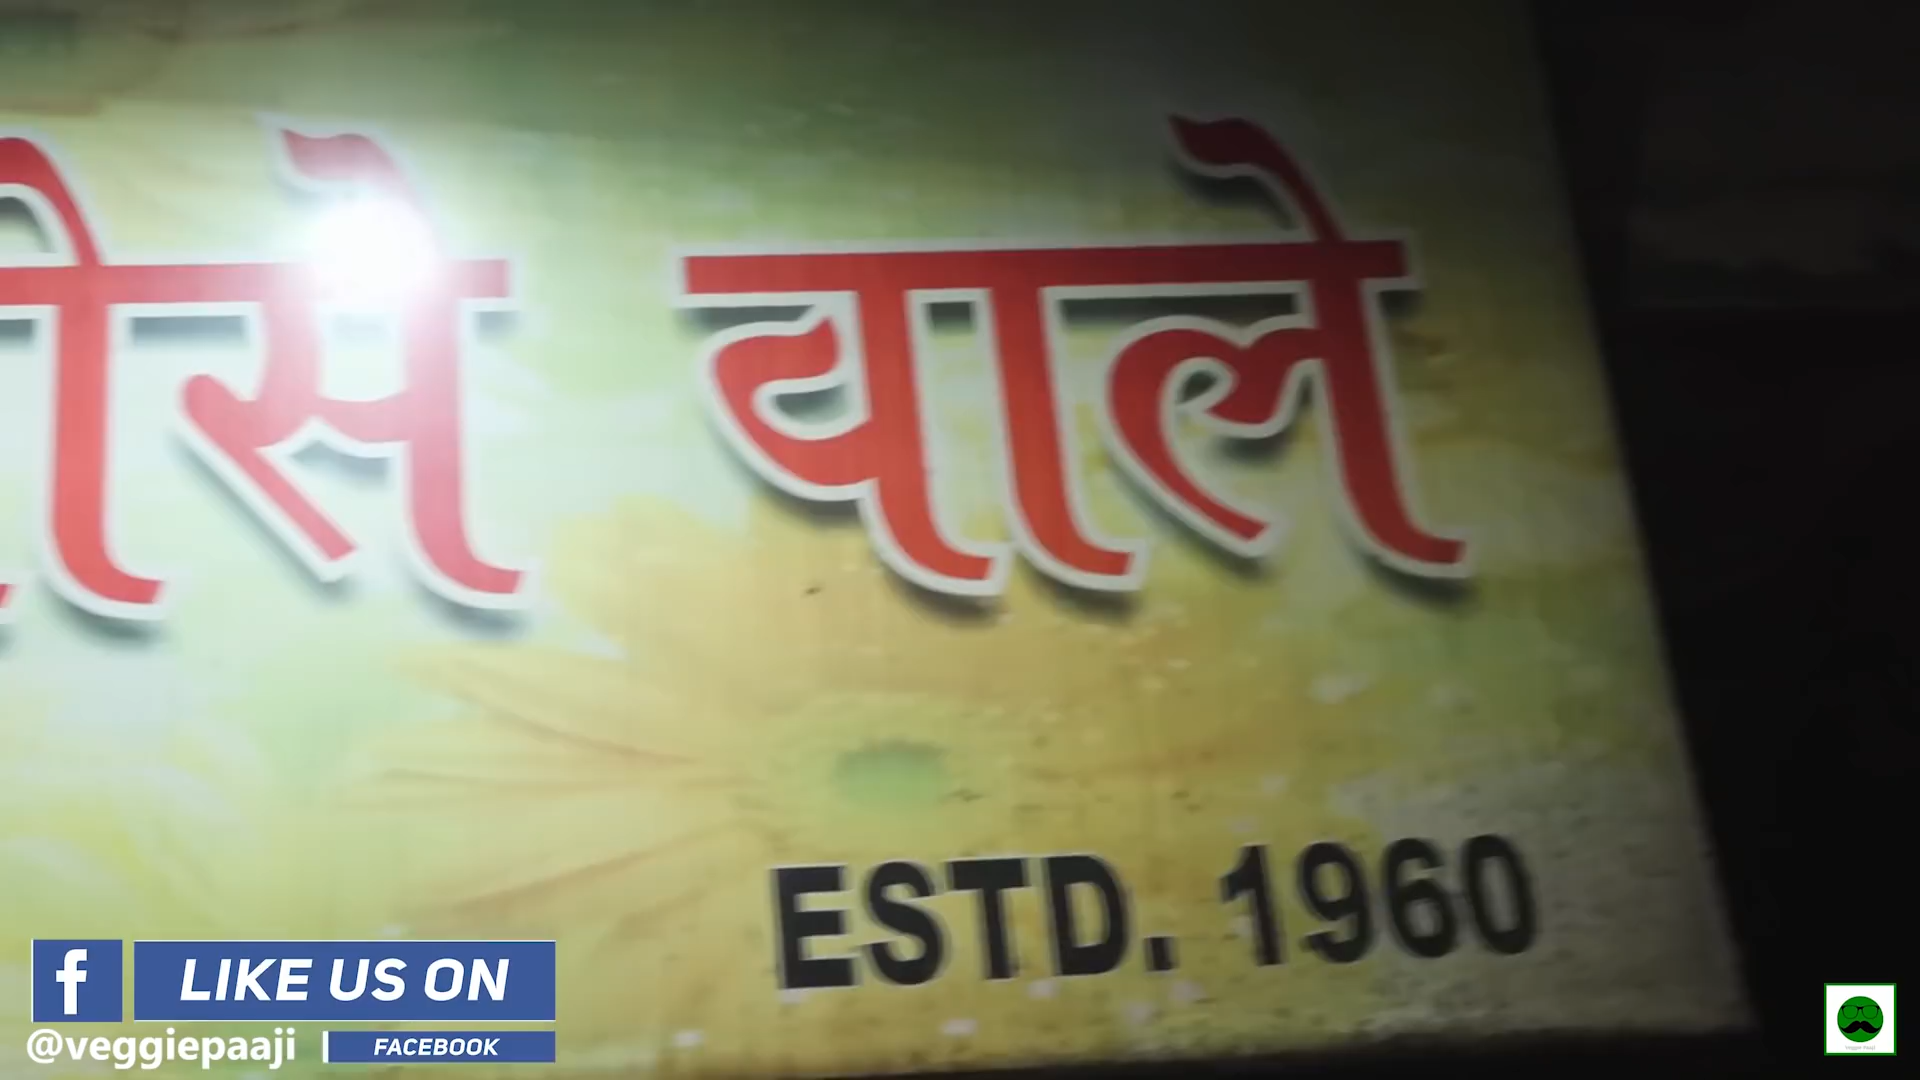 वाले
ESTD. 1960
LIKE US ON
@veggiepaaji
FACEBOOK